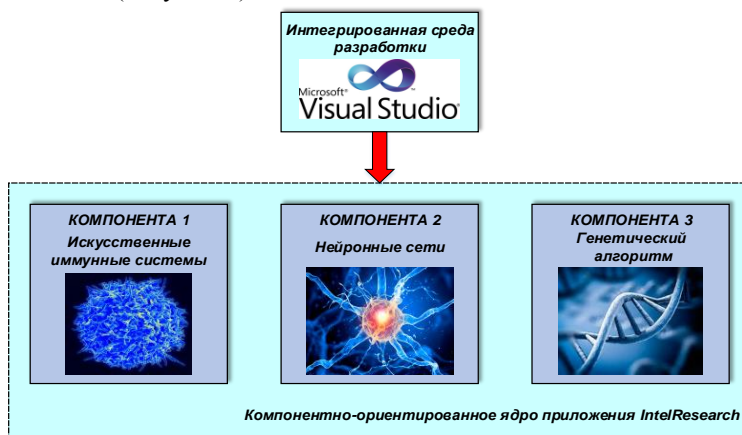 Интегрированная среда
разработки
Microsoft®
Visual Studio
КОМПОНЕНТА 1
Искусственные
иммунные системы
КОМПОНЕНТА 2
Нейронные сети
КОМПОНЕНТА 3
Генетический
алгоритм
Компонентно-ориентированное ядро приложения IntelResearch